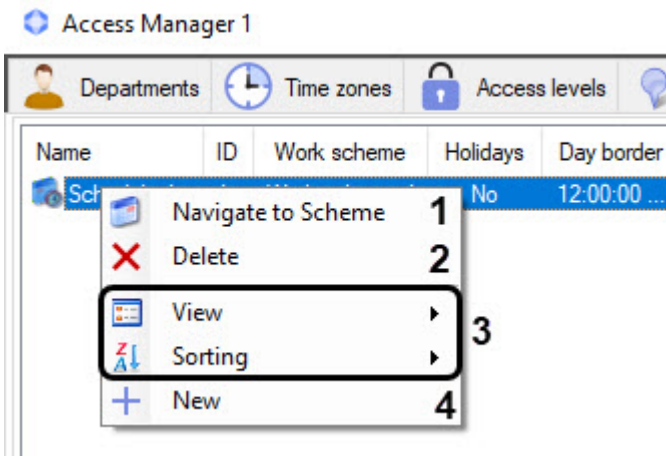 Access Manager 1
Departments Time zones Access levels
Name ID Work scheme Holidays Day border
No 12:00:00 ...
Navigate to Scheme 1
Delete 2
View
3
Sorting
New 4